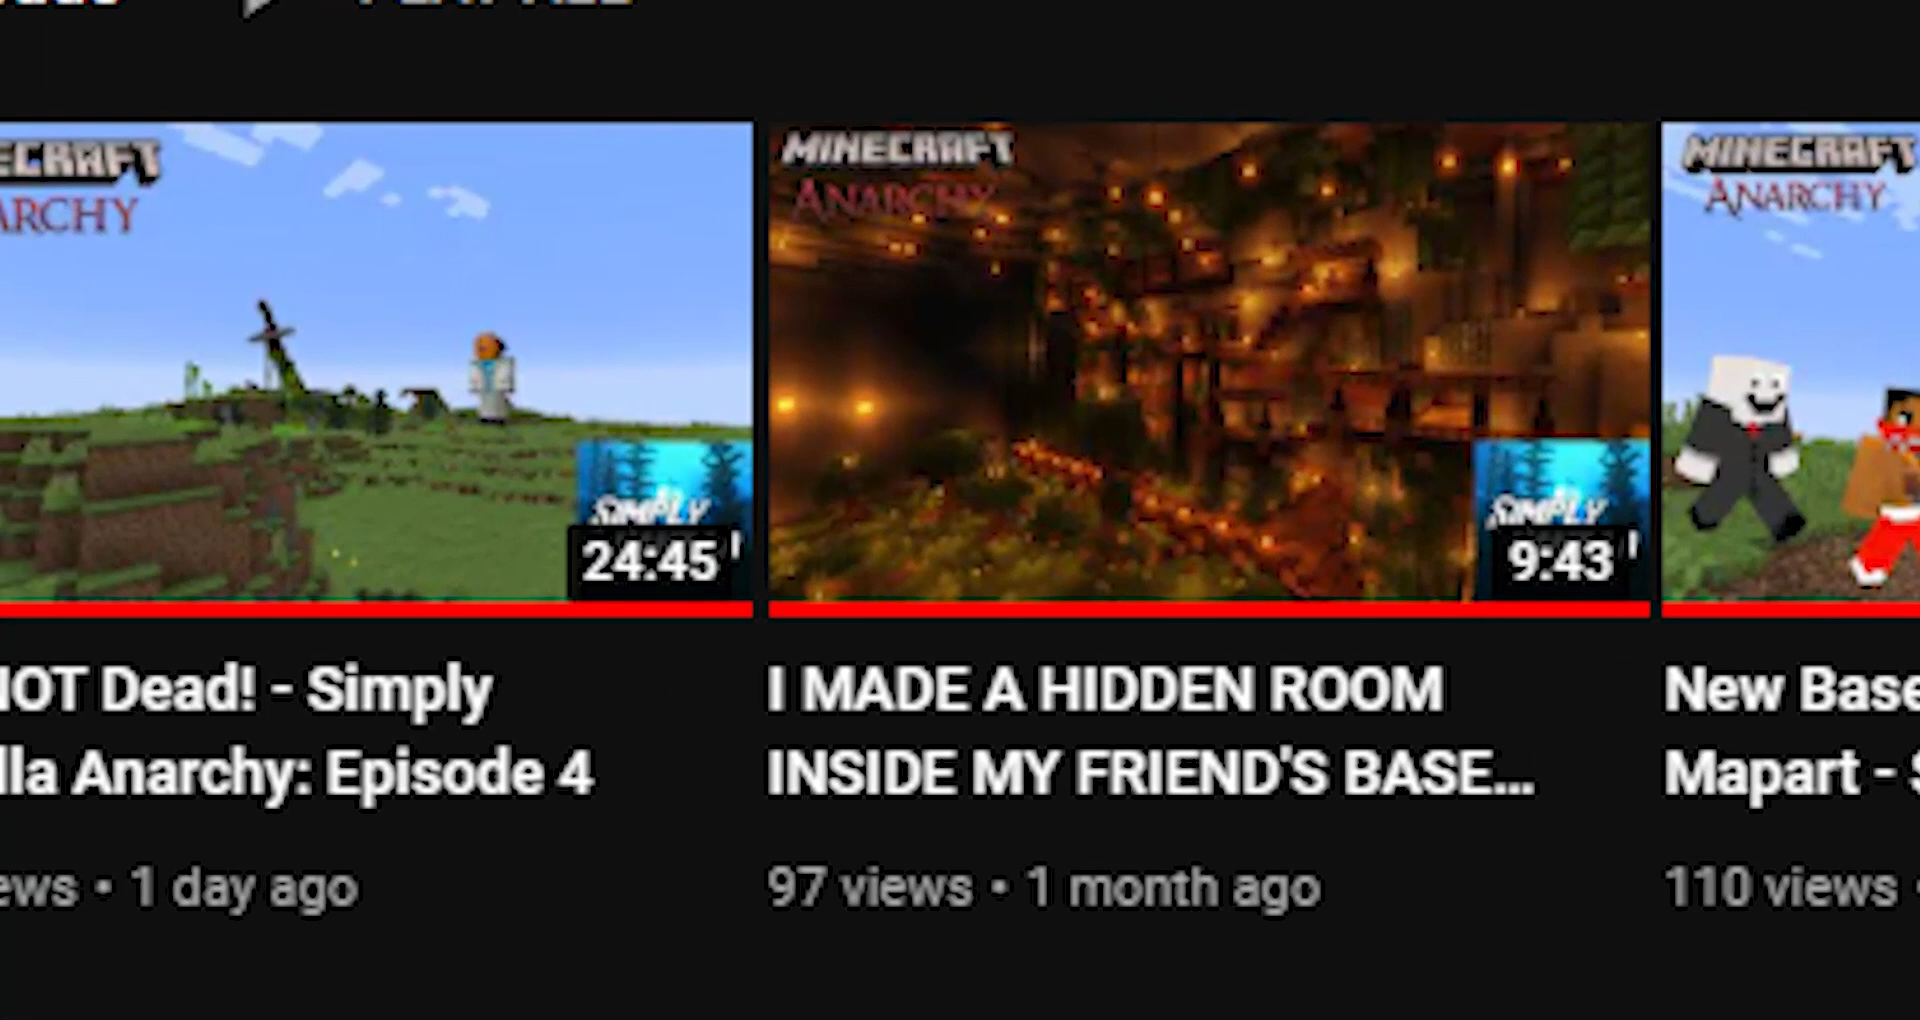 ECRAFT
ARCHY
SIMPLY
24:45
NOT Dead! - Simply
lla Anarchy: Episode 4
ews • 1 day ago
MINECRAFT
ANARCHY
SIMPLY
9:43
I MADE A HIDDEN ROOM
INSIDE MY FRIEND'S BASE...
97 views • 1 month ago
MINECRAFT
ANARCHY
New Base
Mapart - S
110 views •